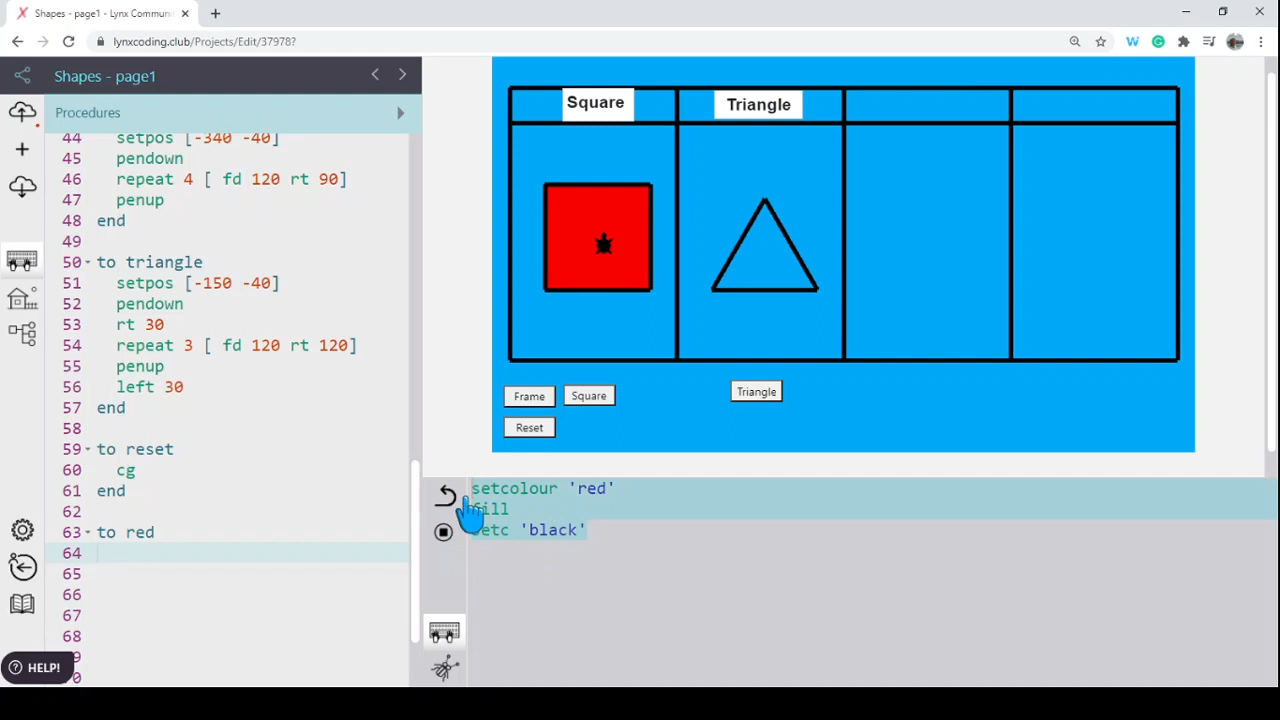 Shapes - page1 - Lynx Commun
lynxcoding.club/Projects/Edit/37978?
Shapes - page1
Procedures
44 setpos [-340 -40]
45 pendown
46 repeat 4 [ fd 120 rt 90]
47 penup
48 end
49
50 to triangle
51 setpos [-150 -40]
52 pendown
53 rt 30
54 repeat 3 [ fd 120 rt 120]
55 penup
56 left 30
57 end
58
59 to reset
60 cg
61 end
62
63 to red
64
65
66
67
68
HELP!
Square
Triangle
Frame
Square
Triangle
Reset
setcolour 'red'
fill
setc 'black'